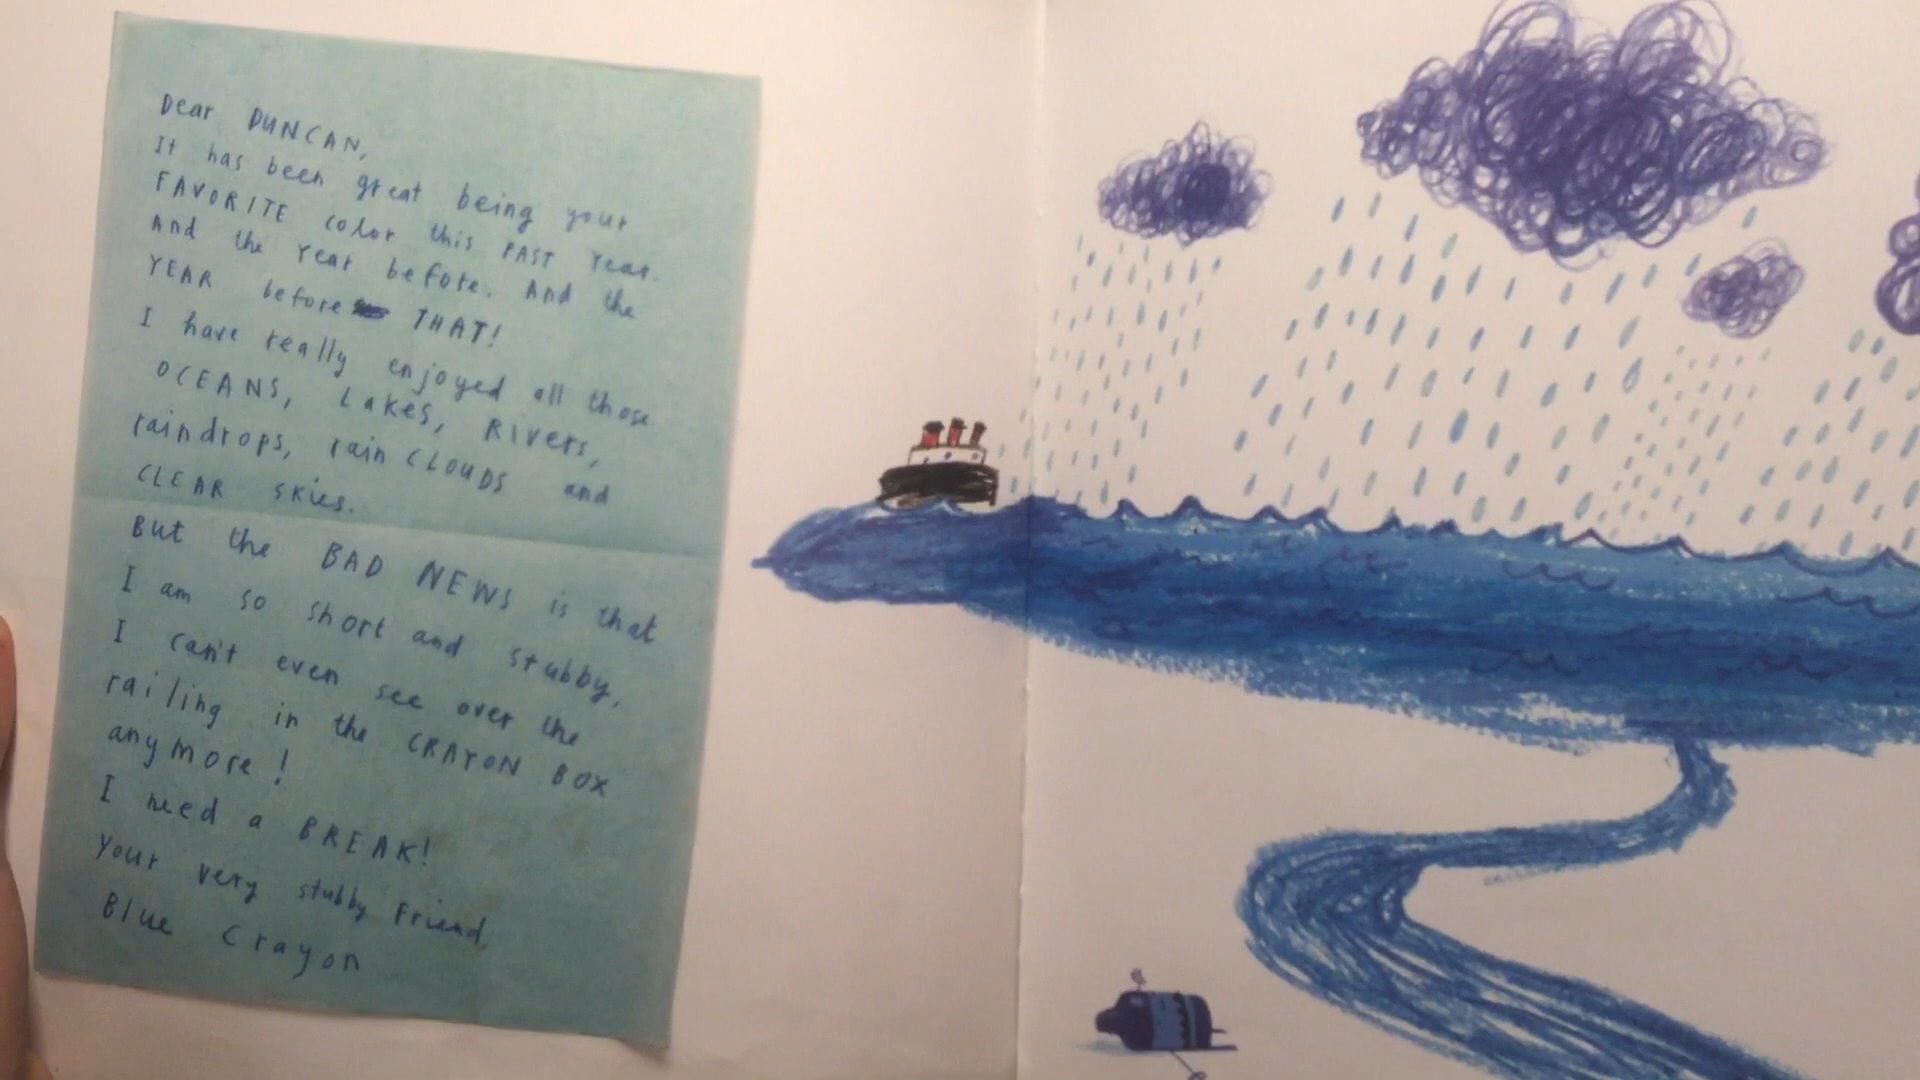 Dear DUNCAN,
It has been great being your
FAVORITE color this PAST Year.
And the Year before. And the
YEAR before THAT!
I have really enjoyed all those
OCEANS, Lakes, Rivers,
raindrops, rain CLOUDS and
CLEAR skies.
But the BAD NEWS is that
I am so short and stubby,
I can't even see over the
railing in the CRAYON BOX
anymore!
I need a BREAK!
Your very stubby Friend,
Blue Crayon